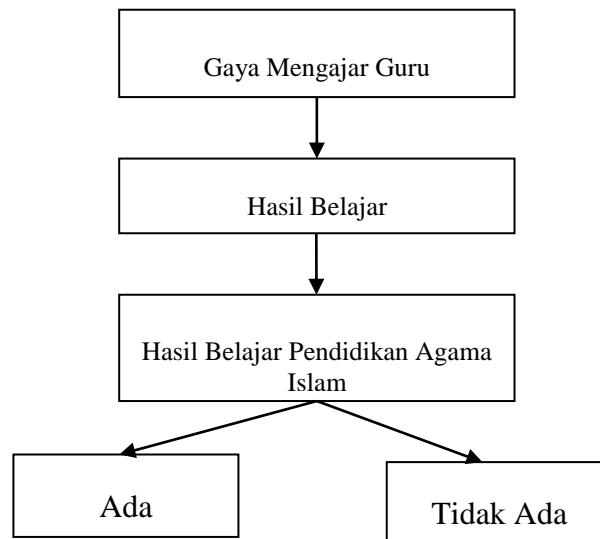 Gaya Mengajar Guru
Hasil Belajar
Hasil Belajar Pendidikan Agama
Islam
Ada
Tidak Ada